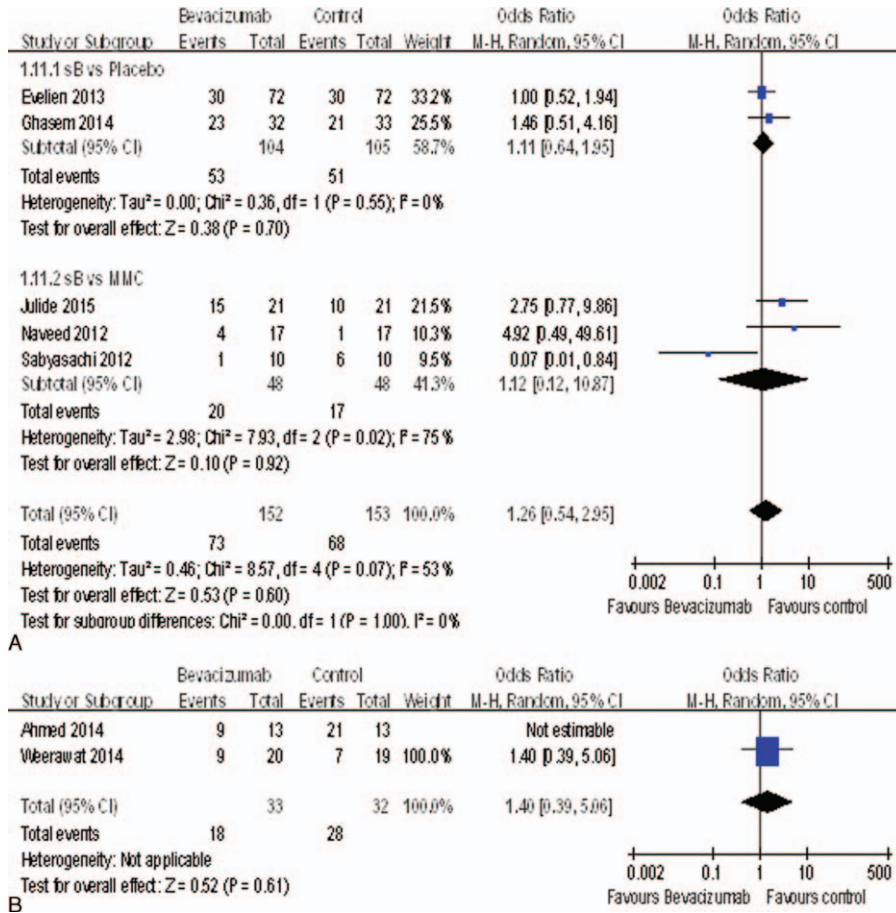 Bevacizumab Control Odds Ratio Odds Ratio
Study or Subgroup Events Total Events Total Weight M-H, Random, 95% CI M-H, Random, 95% CI
1.11.1 sB vs Placebo
Evelien 2013 30 72 30 72 33.2% 1.00 [0.52, 1.94]
Ghasem 2014 23 32 21 33 25.5% 1.46 [0.51, 4.16]
Subtotal (95% CI) 104 105 58.7% 1.11 [0.64, 1.95]
Total events 53 51
Heterogeneity: Tau² = 0.00; Chi² = 0.36, df = 1 (P = 0.55); I² = 0%
Test for overall effect: Z = 0.38 (P = 0.70)
1.11.2 sB vs MMC
Julide 2015 15 21 10 21 21.5% 2.75 [0.77, 9.86]
Naveed 2012 4 17 1 17 10.3% 4.92 [0.49, 49.61]
Sabyasachi 2012 1 10 6 10 9.5% 0.07 [0.01, 0.84]
Subtotal (95% CI) 48 48 41.3% 1.12 [0.12, 10.87]
Total events 20 17
Heterogeneity: Tau² = 2.98; Chi² = 7.93, df = 2 (P = 0.02); I² = 75%
Test for overall effect: Z = 0.10 (P = 0.92)
Total (95% CI) 152 153 100.0% 1.26 [0.54, 2.95]
Total events 73 68
Heterogeneity: Tau² = 0.46; Chi² = 8.57, df = 4 (P = 0.07); I² = 53%
Test for overall effect: Z = 0.53 (P = 0.60)
Test for subgroup differences: Chi² = 0.00, df = 1 (P = 1.00), I² = 0%
0.002 0.1 1 10 500
Favours Bevacizumab Favours control
A
Bevacizumab Control Odds Ratio Odds Ratio
Study or Subgroup Events Total Events Total Weight M-H, Random, 95% CI M-H, Random, 95% CI
Ahmed 2014 9 13 21 13 Not estimable
Weerawat 2014 9 20 7 19 100.0% 1.40 [0.39, 5.06]
Total (95% CI) 33 32 100.0% 1.40 [0.39, 5.06]
Total events 18 28
Heterogeneity: Not applicable
Test for overall effect: Z = 0.52 (P = 0.61)
0.002 0.1 1 10 500
Favours Bevacizumab Favours control
B